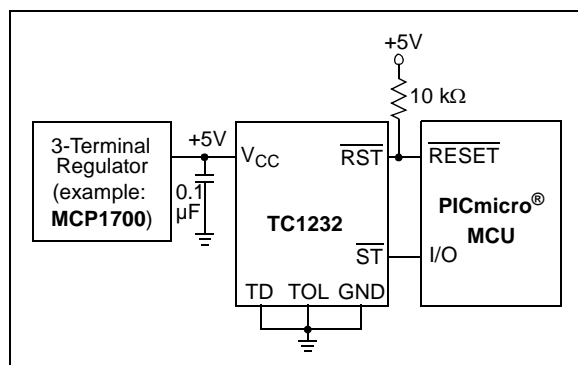 +5V
10 kΩ
3-Terminal
Regulator
(example:
MCP1700)
+5V
0.1
µF
VCC
RST
TC1232
ST
TD TOL GND
RESET
PICmicro®
MCU
I/O